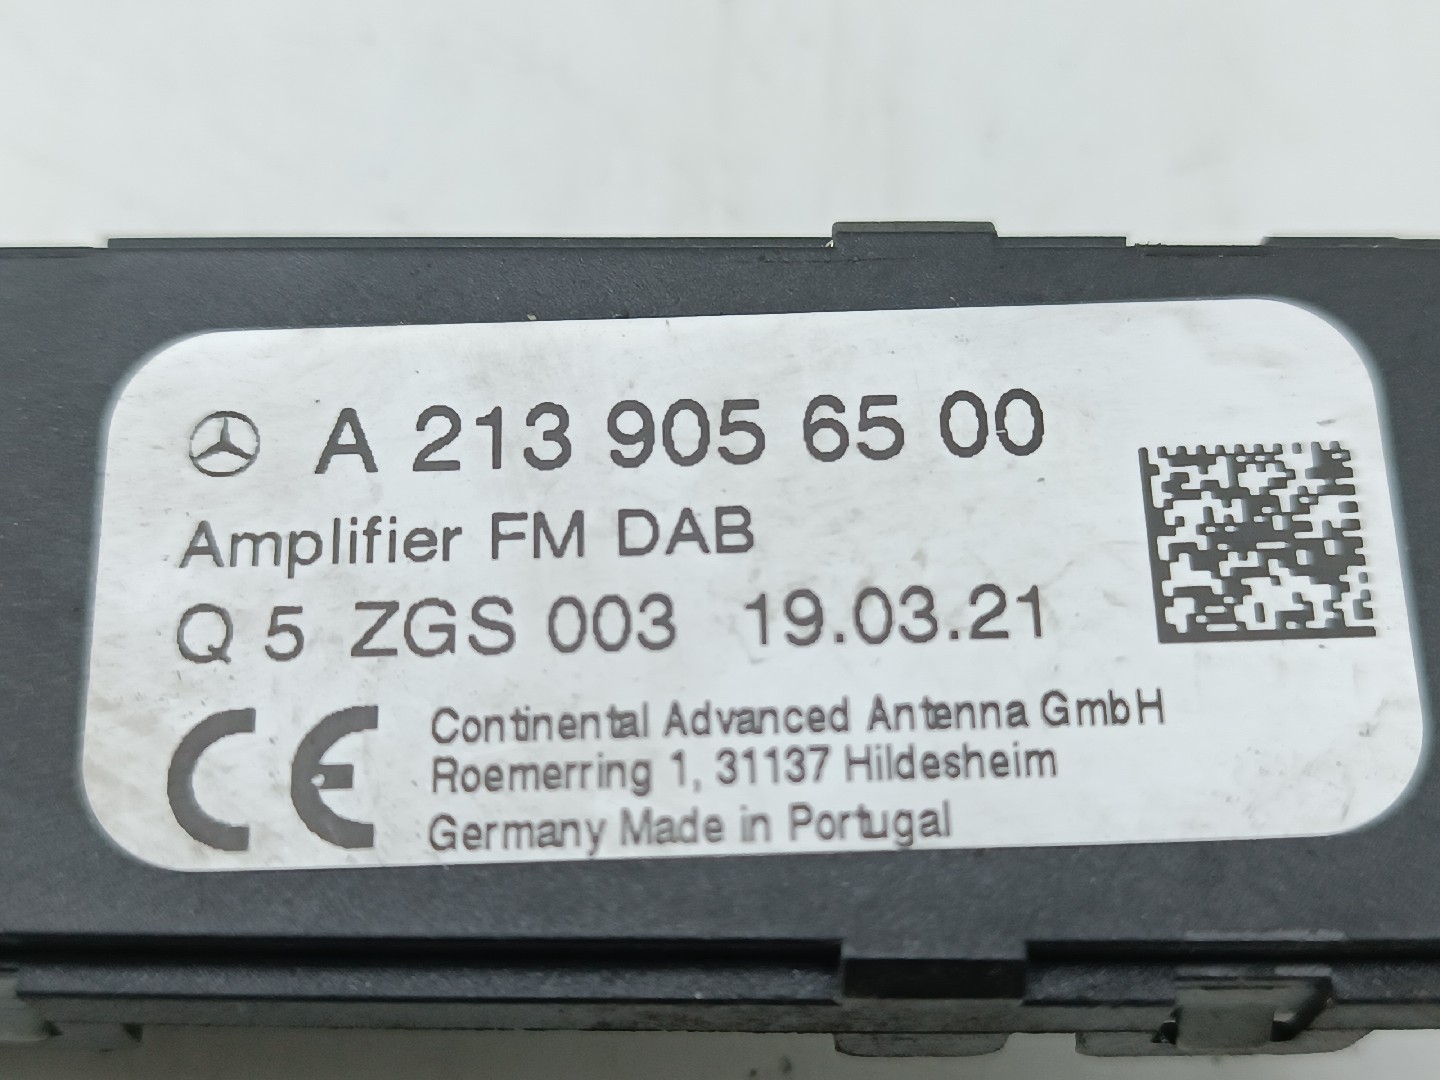 A 213 905 65 00
Amplifier FM DAB
Q 5 ZGS 003 19.03.21
CE Continental Advanced Antenna GmbH
Roemerring 1, 31137 Hildesheim
Germany Made in Portugal